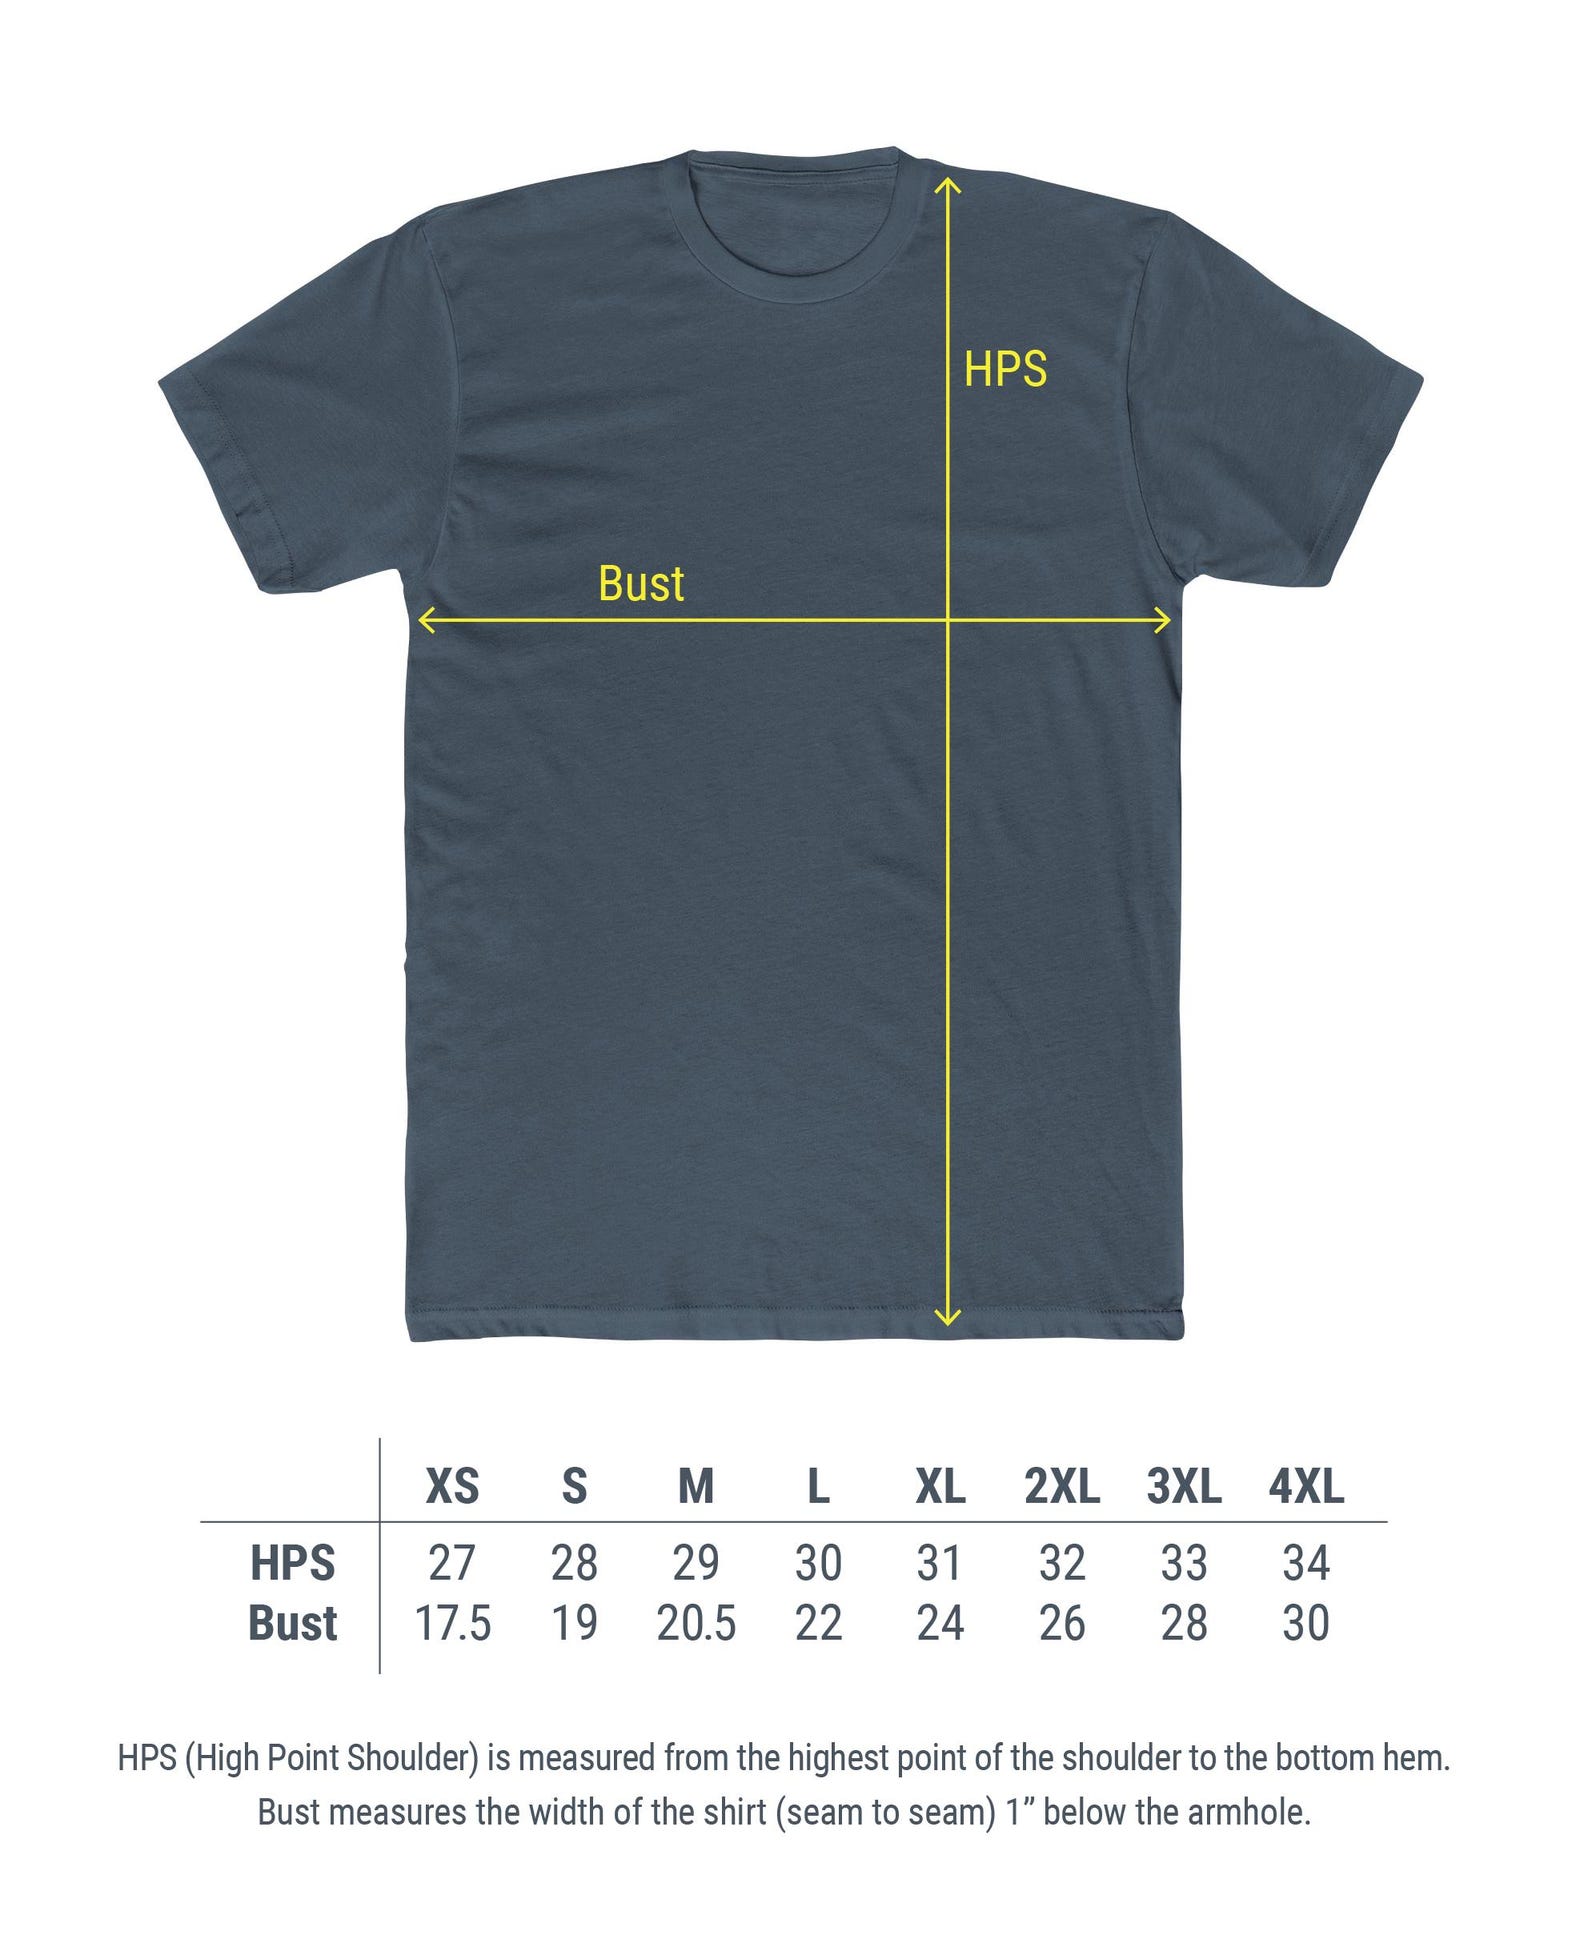 HPS
Bust
XS S M L XL 2XL 3XL 4XL
HPS 27 28 29 30 31 32 33 34
Bust 17.5 19 20.5 22 24 26 28 30
HPS (High Point Shoulder) is measured from the highest point of the shoulder to the bottom hem.
Bust measures the width of the shirt (seam to seam) 1” below the armhole.